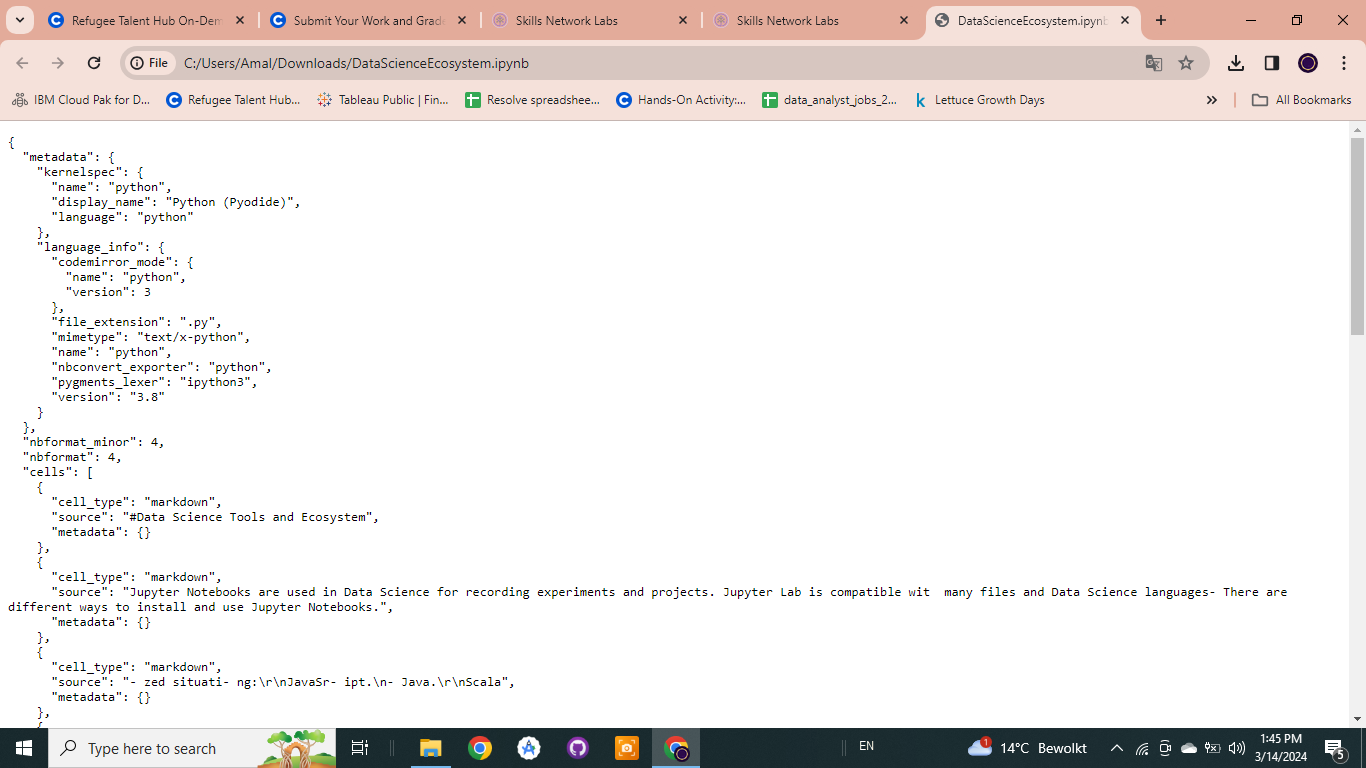 Refugee Talent Hub On-Dem
Submit Your Work and Grade
Skills Network Labs
Skills Network Labs
DataScienceEcosystem.ipynb
File
C:/Users/Amal/Downloads/DataScienceEcosystem.ipynb
IBM Cloud Pak for D...
Refugee Talent Hub...
Tableau Public | Fin...
Resolve spreadshee...
Hands-On Activity:...
data_analyst_jobs_2...
Lettuce Growth Days
All Bookmarks
{
"metadata": {
"kernelspec": {
"name": "python",
"display_name": "Python (Pyodide)",
"language": "python"
},
"language_info": {
"codemirror_mode": {
"name": "python",
"version": 3
},
"file_extension": ".py",
"mimetype": "text/x-python",
"name": "python",
"nbconvert_exporter": "python",
"pygments_lexer": "ipython3",
"version": "3.8"
}
},
"nbformat_minor": 4,
"nbformat": 4,
"cells": [
{
"cell_type": "markdown",
"source": "#Data Science Tools and Ecosystem",
"metadata": {}
},
{
"cell_type": "markdown",
"source": "Jupyter Notebooks are used in Data Science for recording experiments and projects. Jupyter Lab is compatible wit  many files and Data Science languages- There are
different ways to install and use Jupyter Notebooks.",
"metadata": {}
},
{
"cell_type": "markdown",
"source": "- zed situati- ng:\r\nJavaSr- ipt.\n- Java.\r\nScala",
"metadata": {}
},
{
Type here to search
EN
1
14°C Bewolkt
1:45 PM
3/14/2024
5